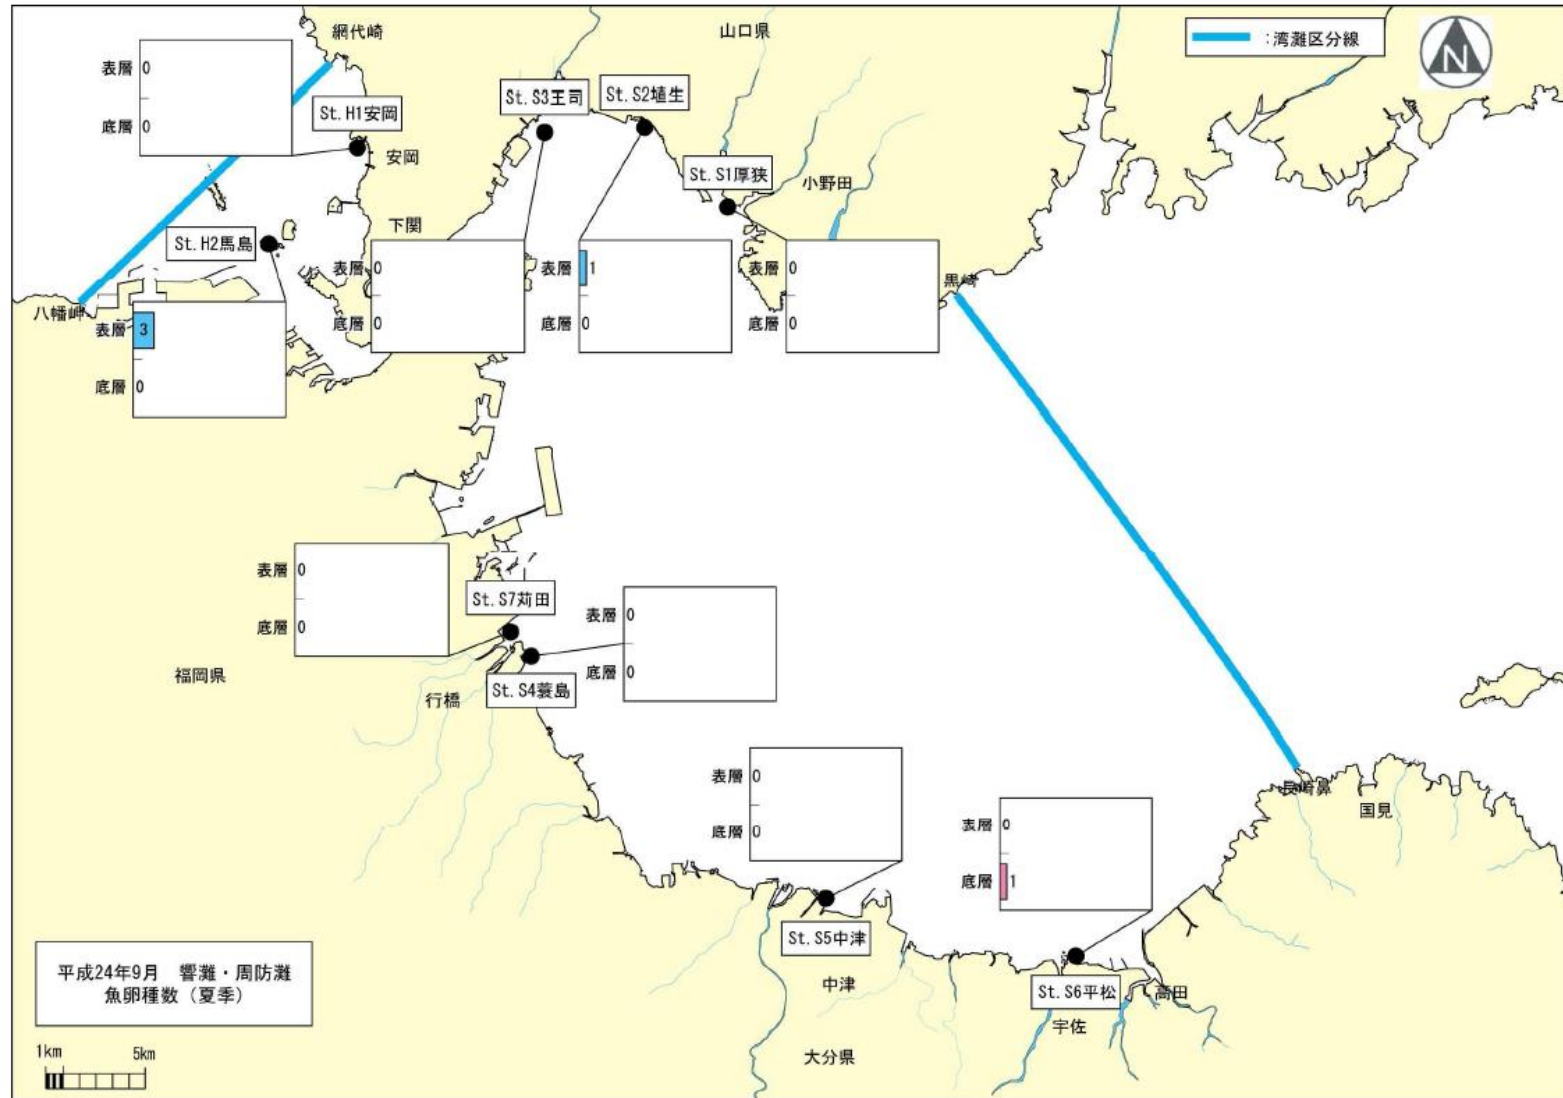 網代崎
山口県
:湾灘区分線
N
表層 0
底層 0
St. H1安岡
St. S3王司
St. S2埴生
安岡
St. S1厚狭
小野田
下関
St. H2馬島
表層 0
底層 0
表層 1
底層 0
表層 0
底層 0
黒崎
八幡岬
表層 3
底層 0
表層 0
底層 0
St. S7苅田
表層 0
底層 0
福岡県
行橋
St. S4蓑島
表層 0
底層 0
長崎鼻
国見
表層 0
底層 1
St. S5中津
中津
St. S6平松
高田
宇佐
大分県
平成24年9月 響灘・周防灘
魚卵種数（夏季）
1km 5km